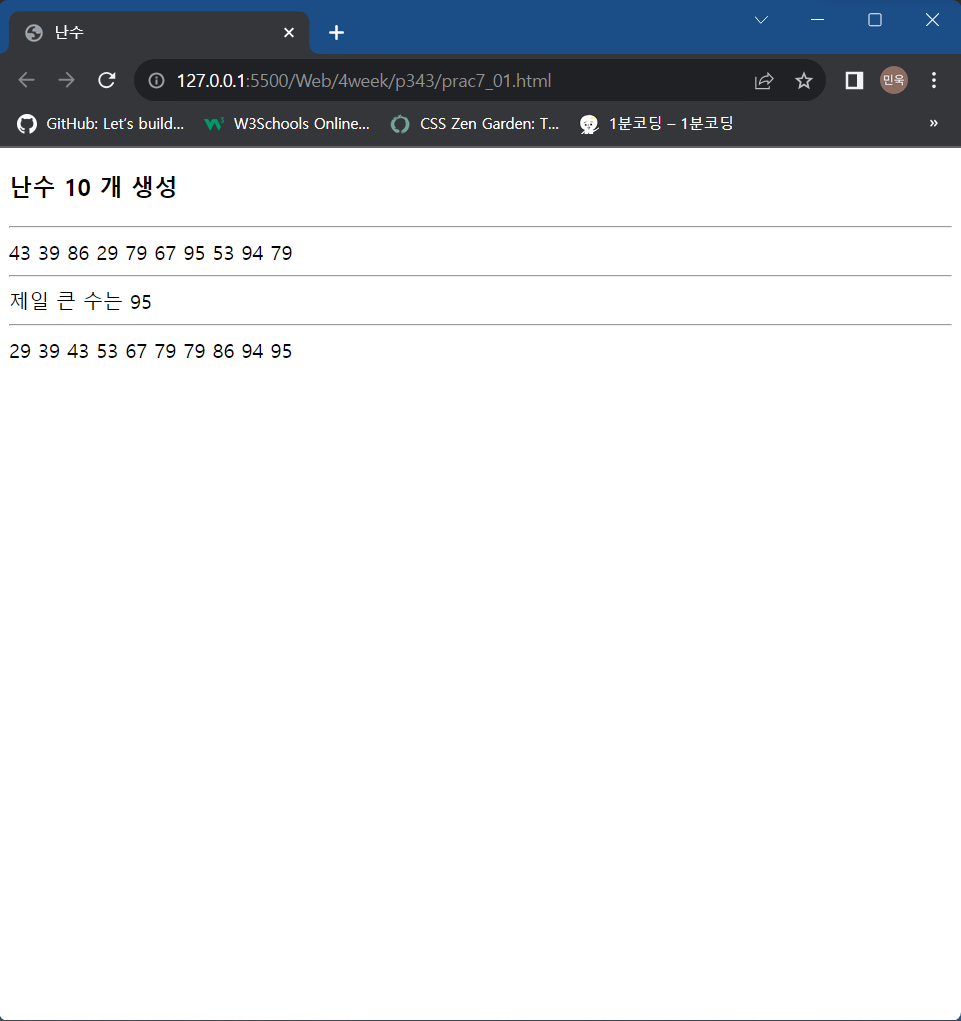 난수
127.0.0.1:5500/Web/4week/p343/prac7_01.html
민욱
GitHub: Let's build...
W3Schools Online...
CSS Zen Garden: T...
1분코딩 – 1분코딩
»
난수 10 개 생성
43 39 86 29 79 67 95 53 94 79
제일 큰 수는 95
29 39 43 53 67 79 79 86 94 95